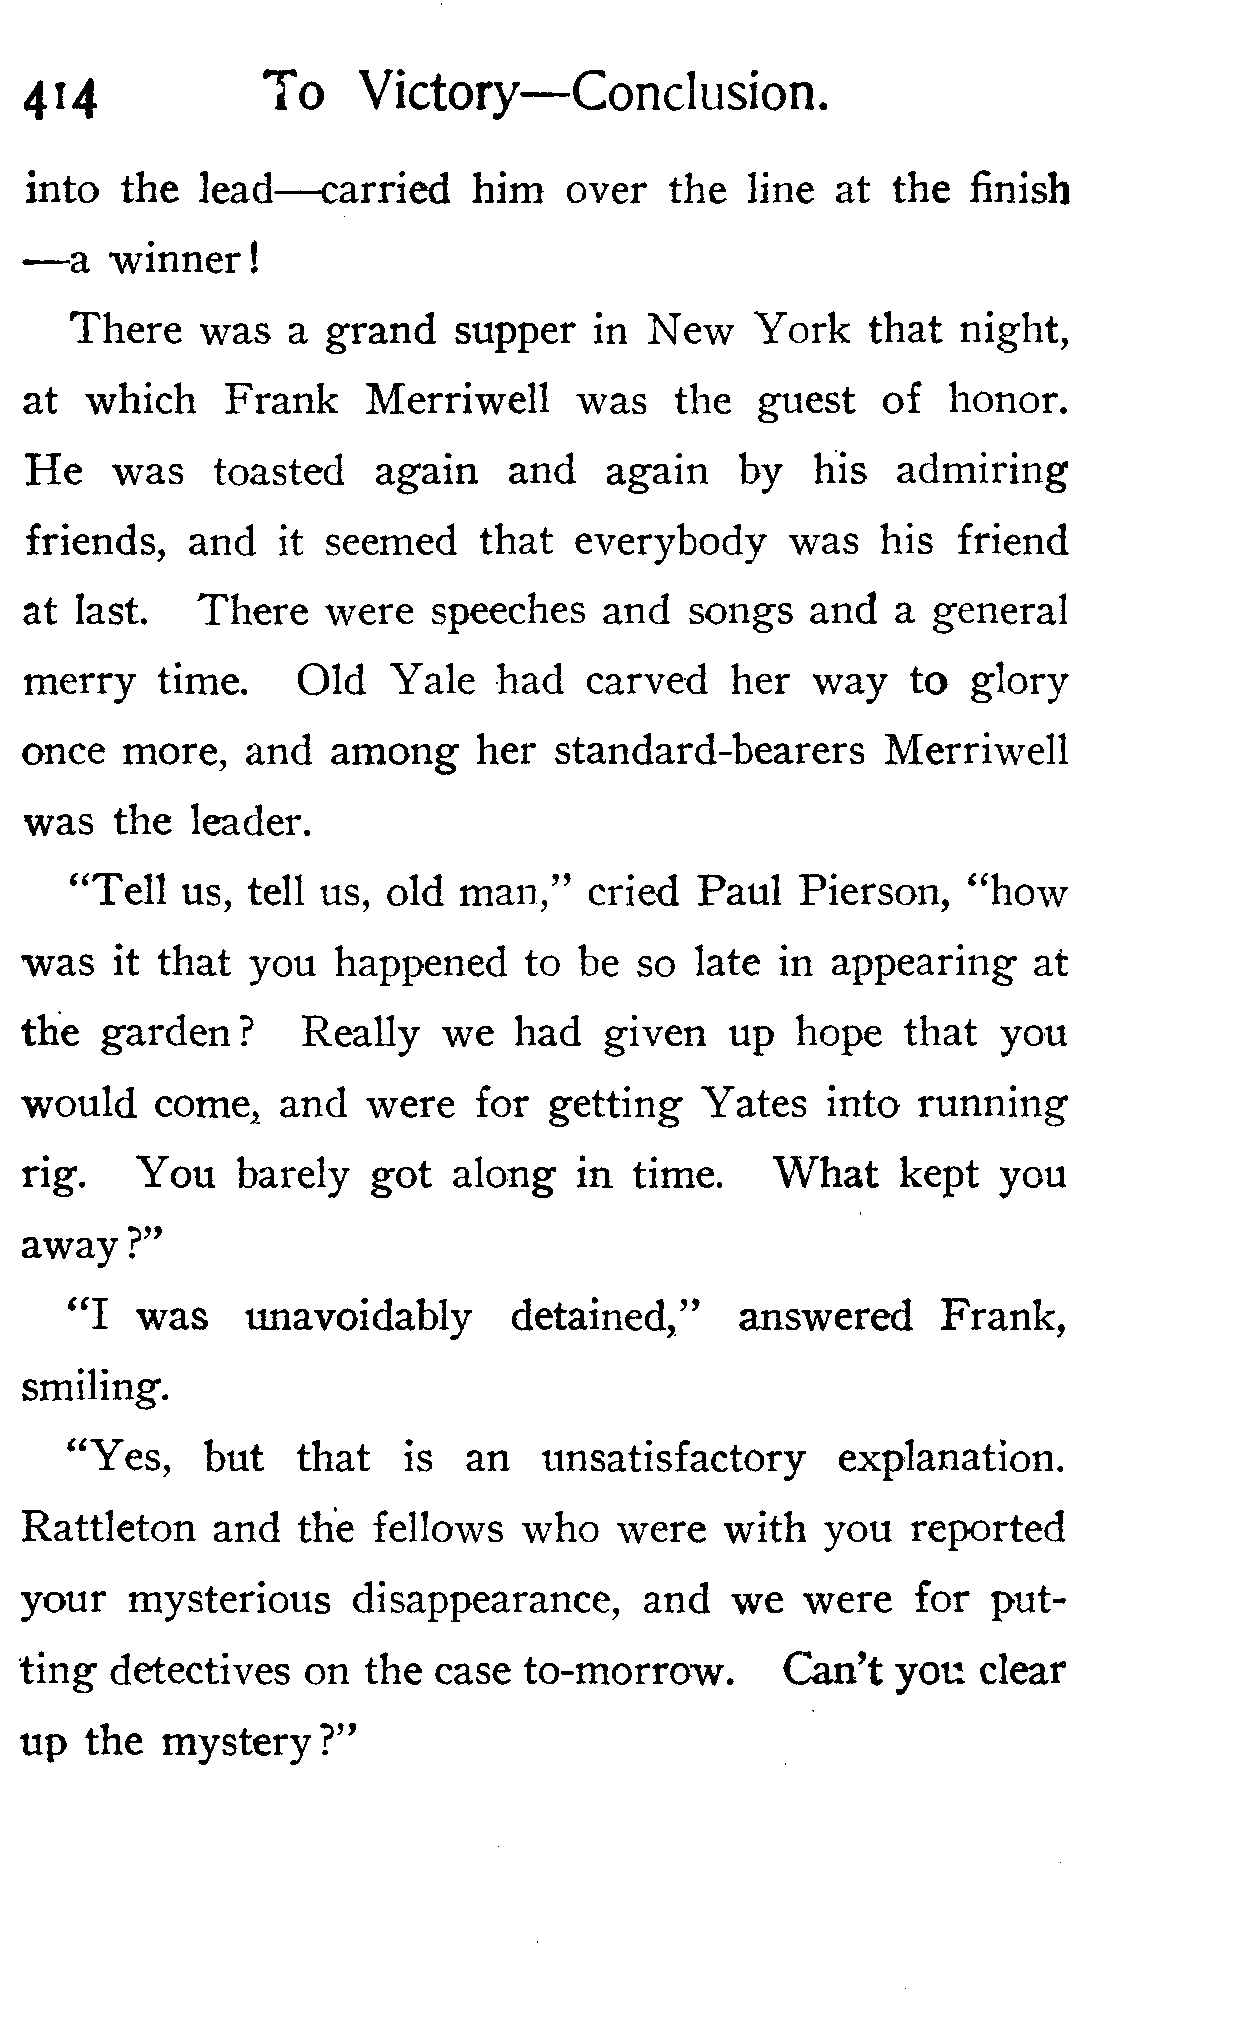 414 To Victory—Conclusion.
into the lead—carried him over the line at the finish
—a winner!
There was a grand supper in New York that night,
at which Frank Merriwell was the guest of honor.
He was toasted again and again by his admiring
friends, and it seemed that everybody was his friend
at last. There were speeches and songs and a general
merry time. Old Yale had carved her way to glory
once more, and among her standard-bearers Merriwell
was the leader.
“Tell us, tell us, old man,” cried Paul Pierson, “how
was it that you happened to be so late in appearing at
the garden? Really we had given up hope that you
would come, and were for getting Yates into running
rig. You barely got along in time. What kept you
away?”
“I was unavoidably detained,” answered Frank,
smiling.
“Yes, but that is an unsatisfactory explanation.
Rattleton and the fellows who were with you reported
your mysterious disappearance, and we were for put-
ting detectives on the case to-morrow. Can't you clear
up the mystery?”